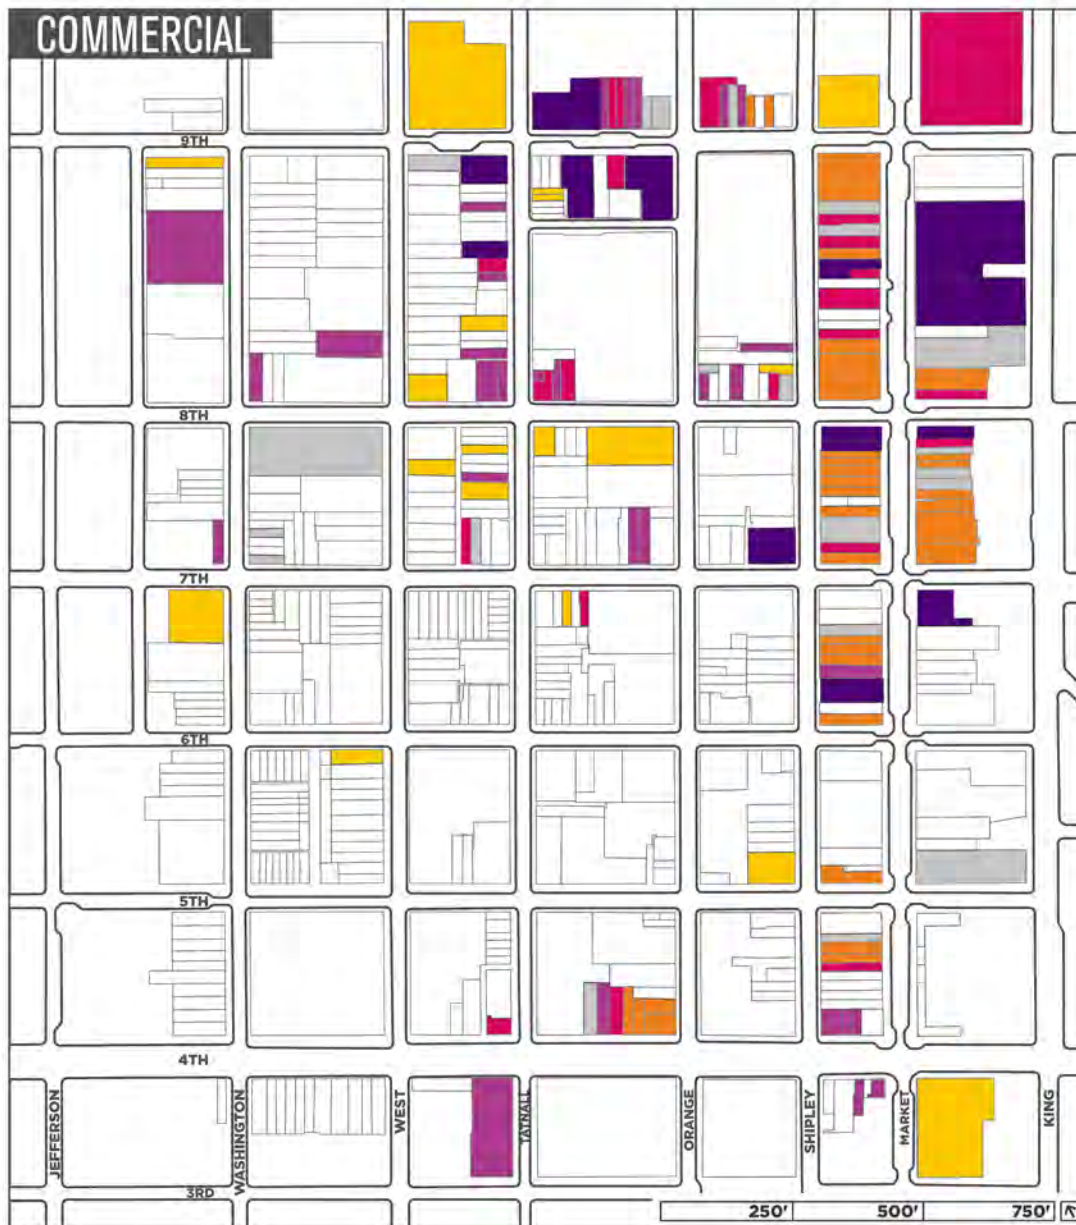 COMMERCIAL
9TH
8TH
7TH
6TH
5TH
4TH
JEFFERSON
WASHINGTON
WEST
TATNALL
ORANGE
SHIPLEY
MARKET
KING
3RD
250' 500' 750'